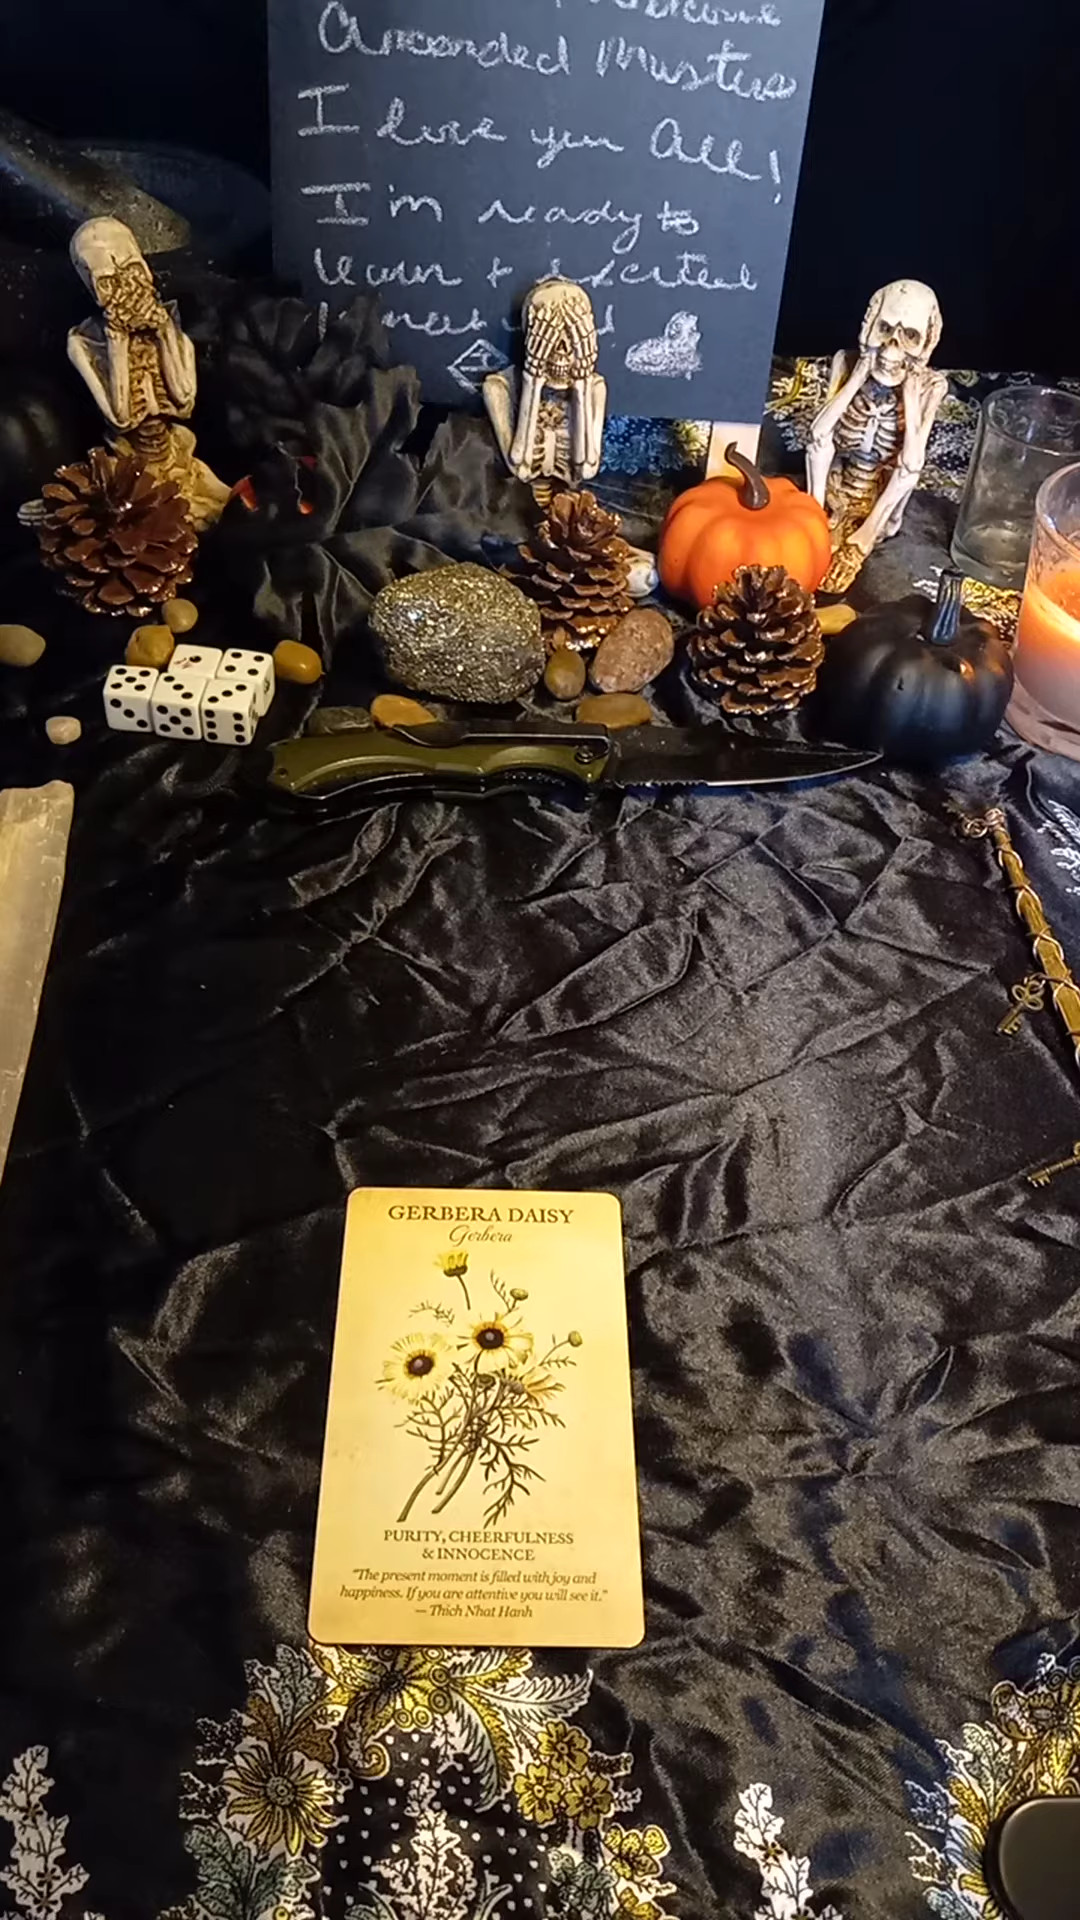 Welcome
Ascended Masters
I love you All!
I'm ready to
learn + excited
GERBERA DAISY
Gerbera
PURITY, CHEERFULNESS
& INNOCENCE
"The present moment is filled with joy and
happiness. If you are attentive you will see it."
— Thich Nhat Hanh